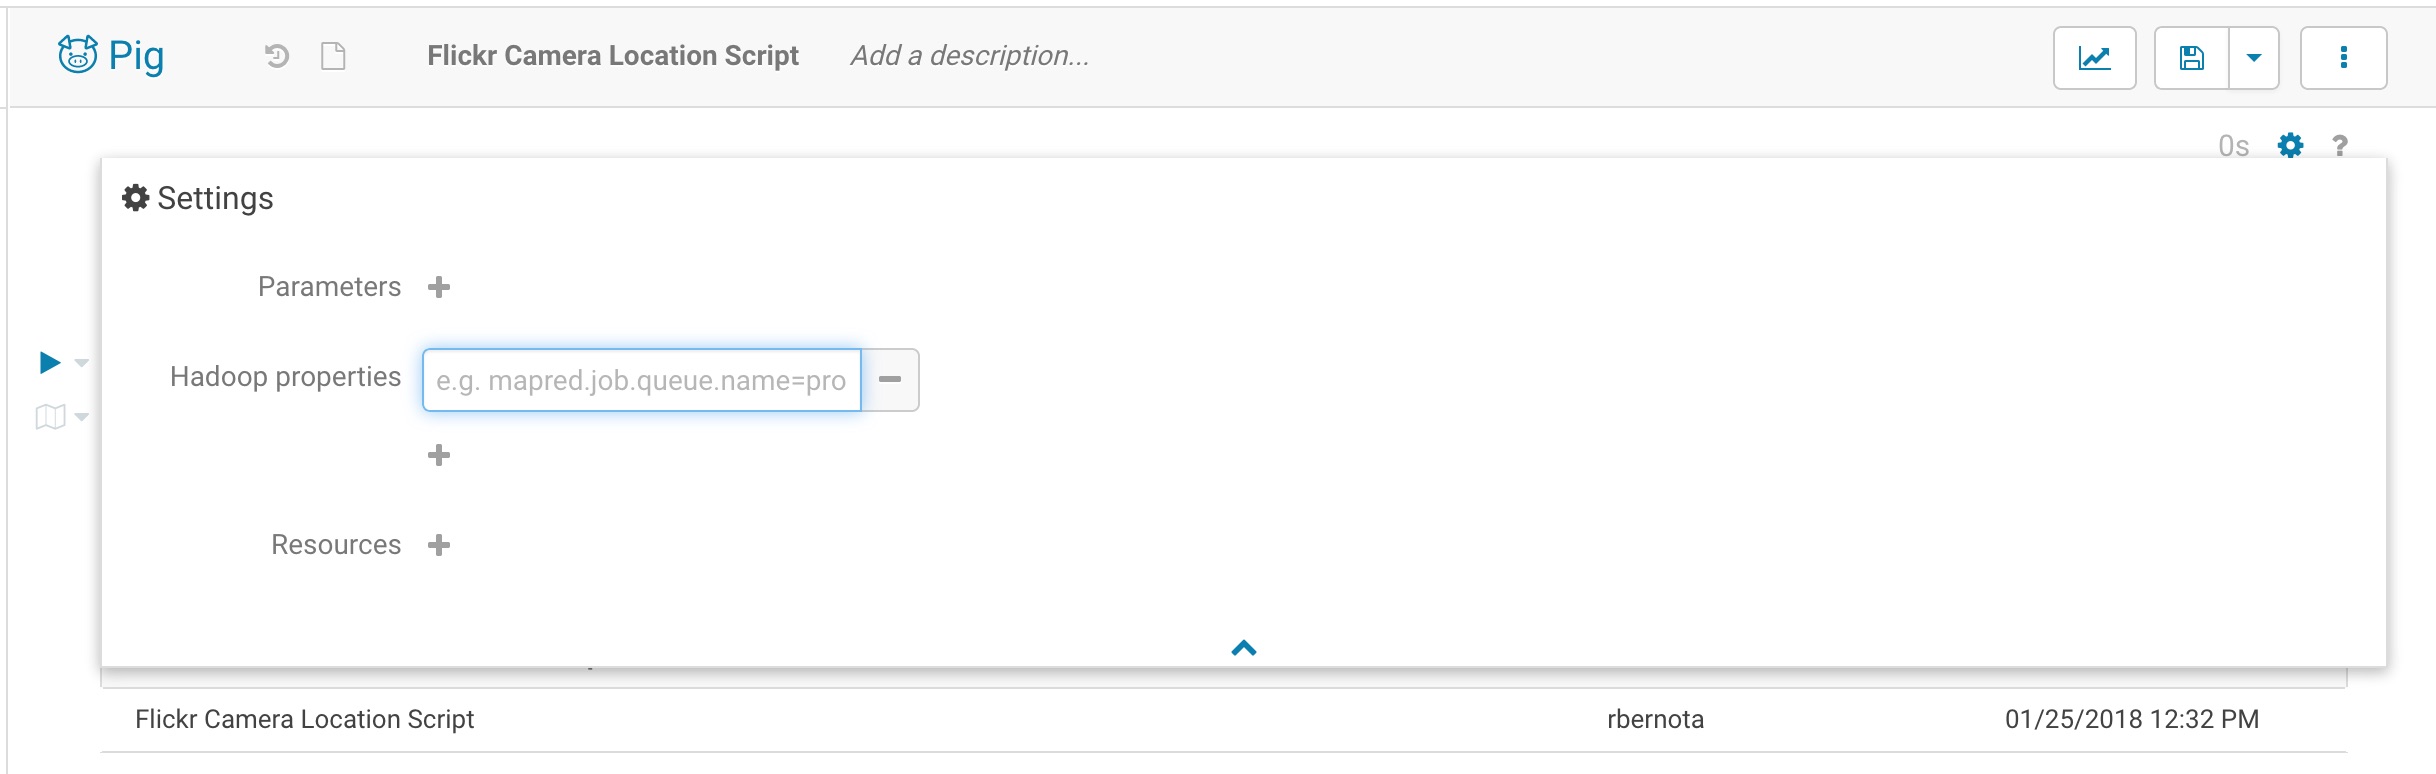 Pig Flickr Camera Location Script Add a description...
0s ?
Settings
Parameters
Hadoop properties e.g. mapred.job.queue.name=pro
Resources
Flickr Camera Location Script rbernota 01/25/2018 12:32 PM